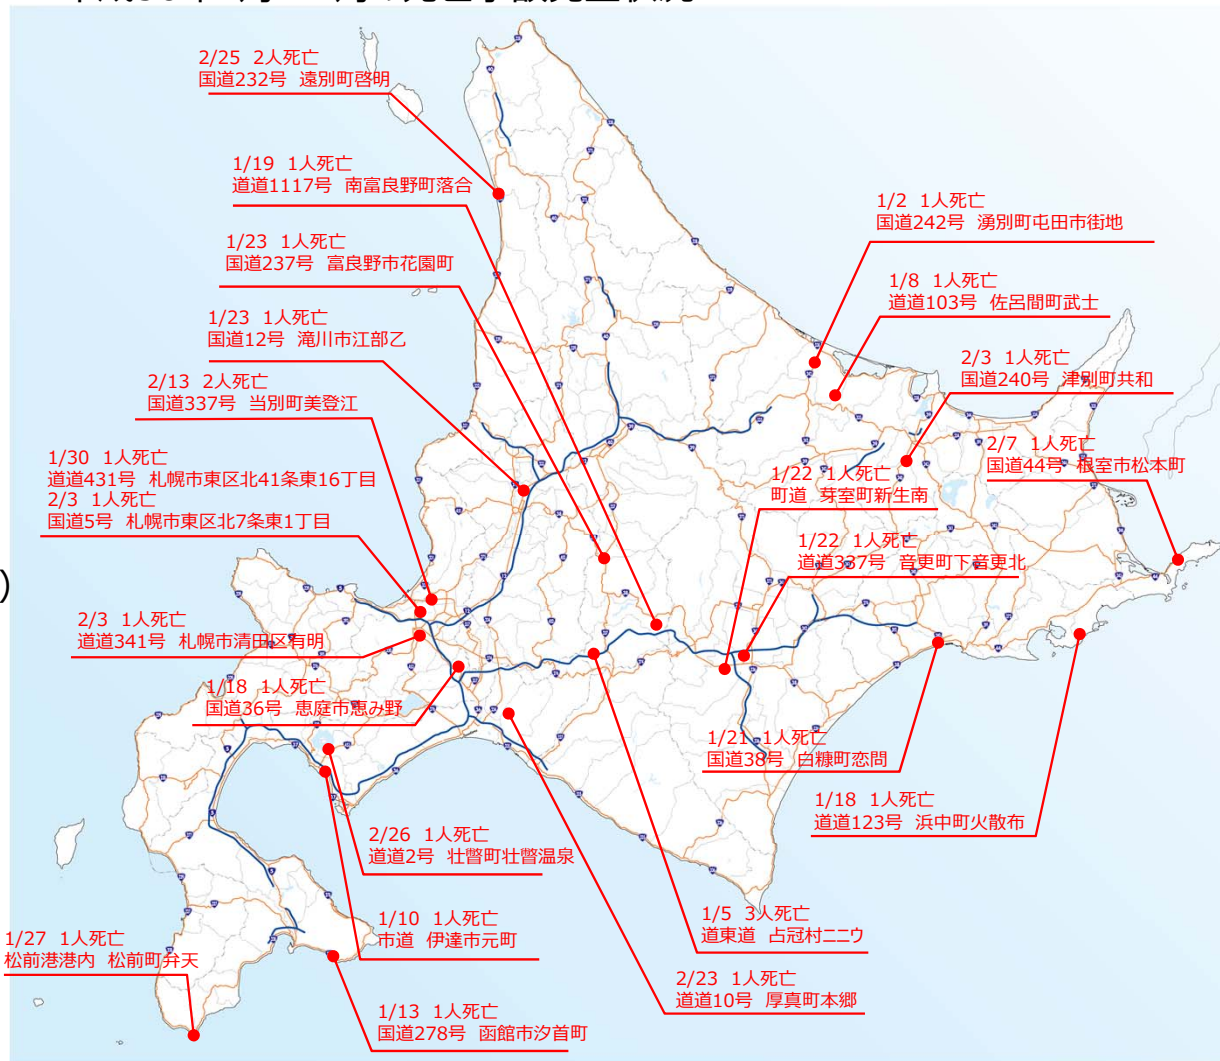 2/25 2人死亡
国道232号 遠別町啓明
1/19 1人死亡
道道1117号 南富良野町落合
1/23 1人死亡
国道237号 富良野市花園町
1/23 1人死亡
国道12号 滝川市江部乙
2/13 2人死亡
国道337号 当別町美登江
1/30 1人死亡
道道431号 札幌市東区北41条東16丁目
2/3 1人死亡
国道5号 札幌市東区北7条東1丁目
)
2/3 1人死亡
道道341号 札幌市清田区有明
1/18 1人死亡
国道36号 恵庭市恵み野
1/2 1人死亡
国道242号 湧別町屯田市街地
1/8 1人死亡
道道103号 佐呂間町武士
2/3 1人死亡
国道240号 津別町共和
2/7 1人死亡
国道44号 根室市松本町
1/22 1人死亡
町道 芽室町新生南
1/22 1人死亡
道道337号 音更町下音更北
1/21 1人死亡
国道38号 白糠町恋問
1/18 1人死亡
道道123号 浜中町火散布
2/26 1人死亡
道道2号 壮瞥町壮瞥温泉
1/10 1人死亡
市道 伊達市元町
1/5 3人死亡
道東道 占冠村ニニウ
2/23 1人死亡
道道10号 厚真町本郷
1/27 1人死亡
松前港港内 松前町弁天
1/13 1人死亡
国道278号 函館市汐首町